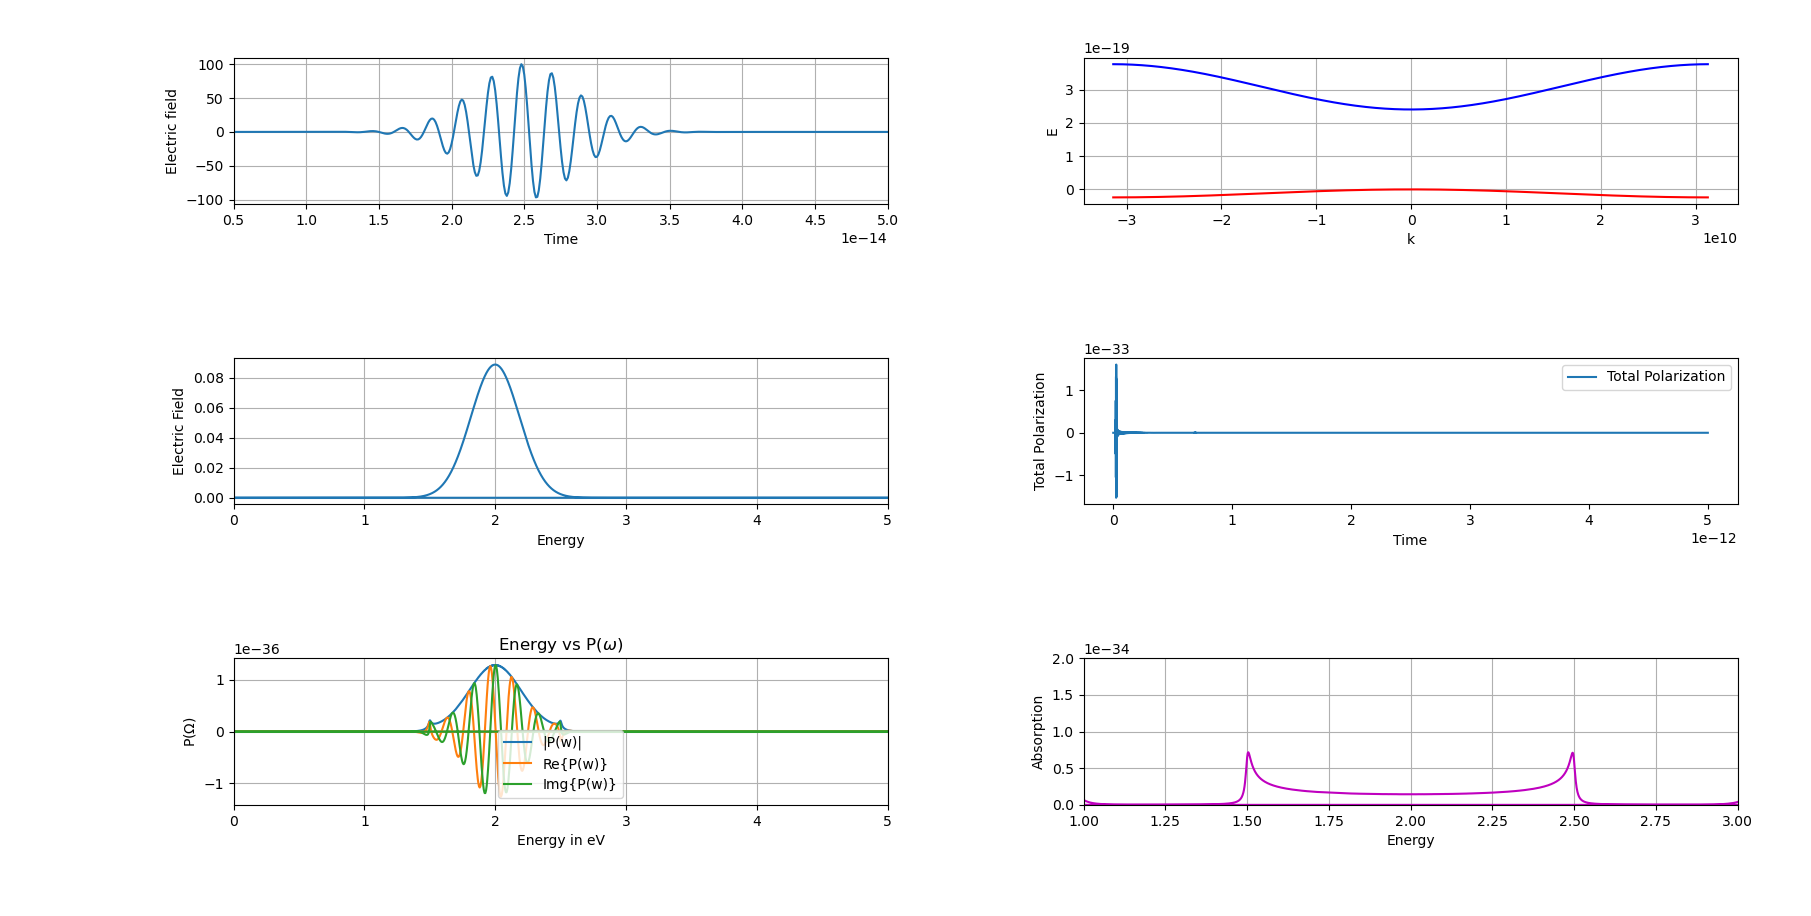 100
50
0
−50
−100
Electric field
0.5 1.0 1.5 2.0 2.5 3.0 3.5 4.0 4.5 5.0
1e−14
Time
1e−19
3
2
1
0
E
−3 −2 −1 0 1 2 3
1e10
k
0.08
0.06
0.04
0.02
0.00
Electric Field
0 1 2 3 4 5
Energy
1e−33
Total Polarization
1
0
−1
Total Polarization
0 1 2 3 4 5
1e−12
Time
Energy vs P(ω)
1e−36
1
0
−1
P(Ω)
|P(w)|
Re{P(w)}
Img{P(w)}
0 1 2 3 4 5
Energy in eV
1e−34
2.0
1.5
1.0
0.5
0.0
Absorption
1.00 1.25 1.50 1.75 2.00 2.25 2.50 2.75 3.00
Energy